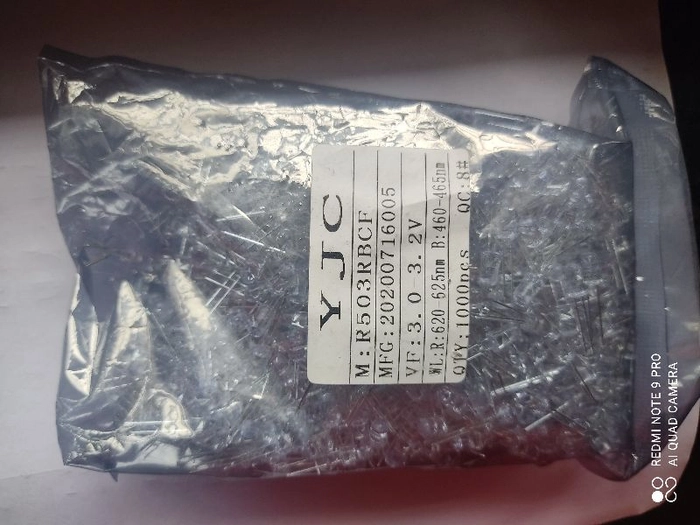 YJC
M:R503RBCF
MFG:20200716005
VF:3.0-3.2V
WL:R:620-625nm B:460-465nm
QTY:1000pcs QC:8#
REDMI NOTE 9 PRO
AI QUAD CAMERA